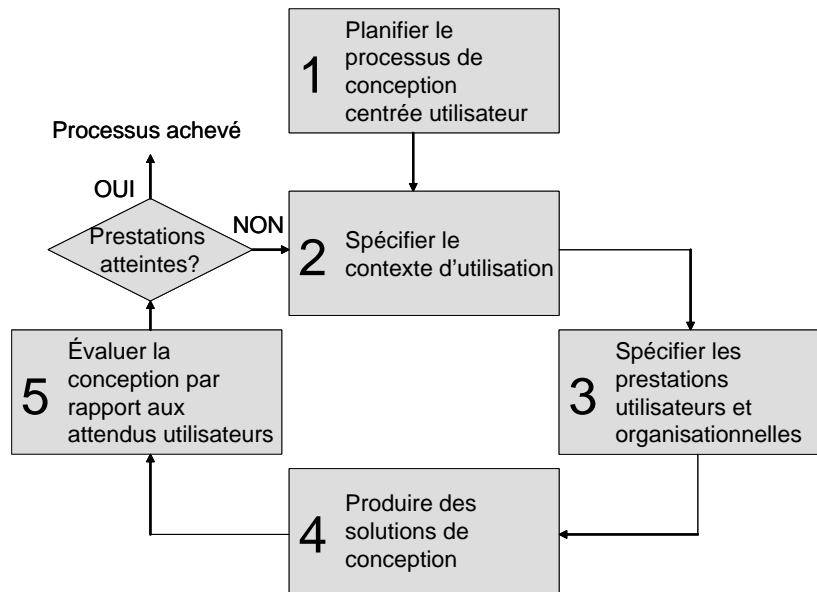 1
Planifier le
processus de
conception
centrée utilisateur
Processus achevé
OUI
NON
Prestations
atteintes?
2
Spécifier le
contexte d'utilisation
3
Spécifier les
prestations
utilisateurs et
organisationnelles
4
Produire des
solutions de
conception
5
Évaluer la
conception par
rapport aux
attendus utilisateurs